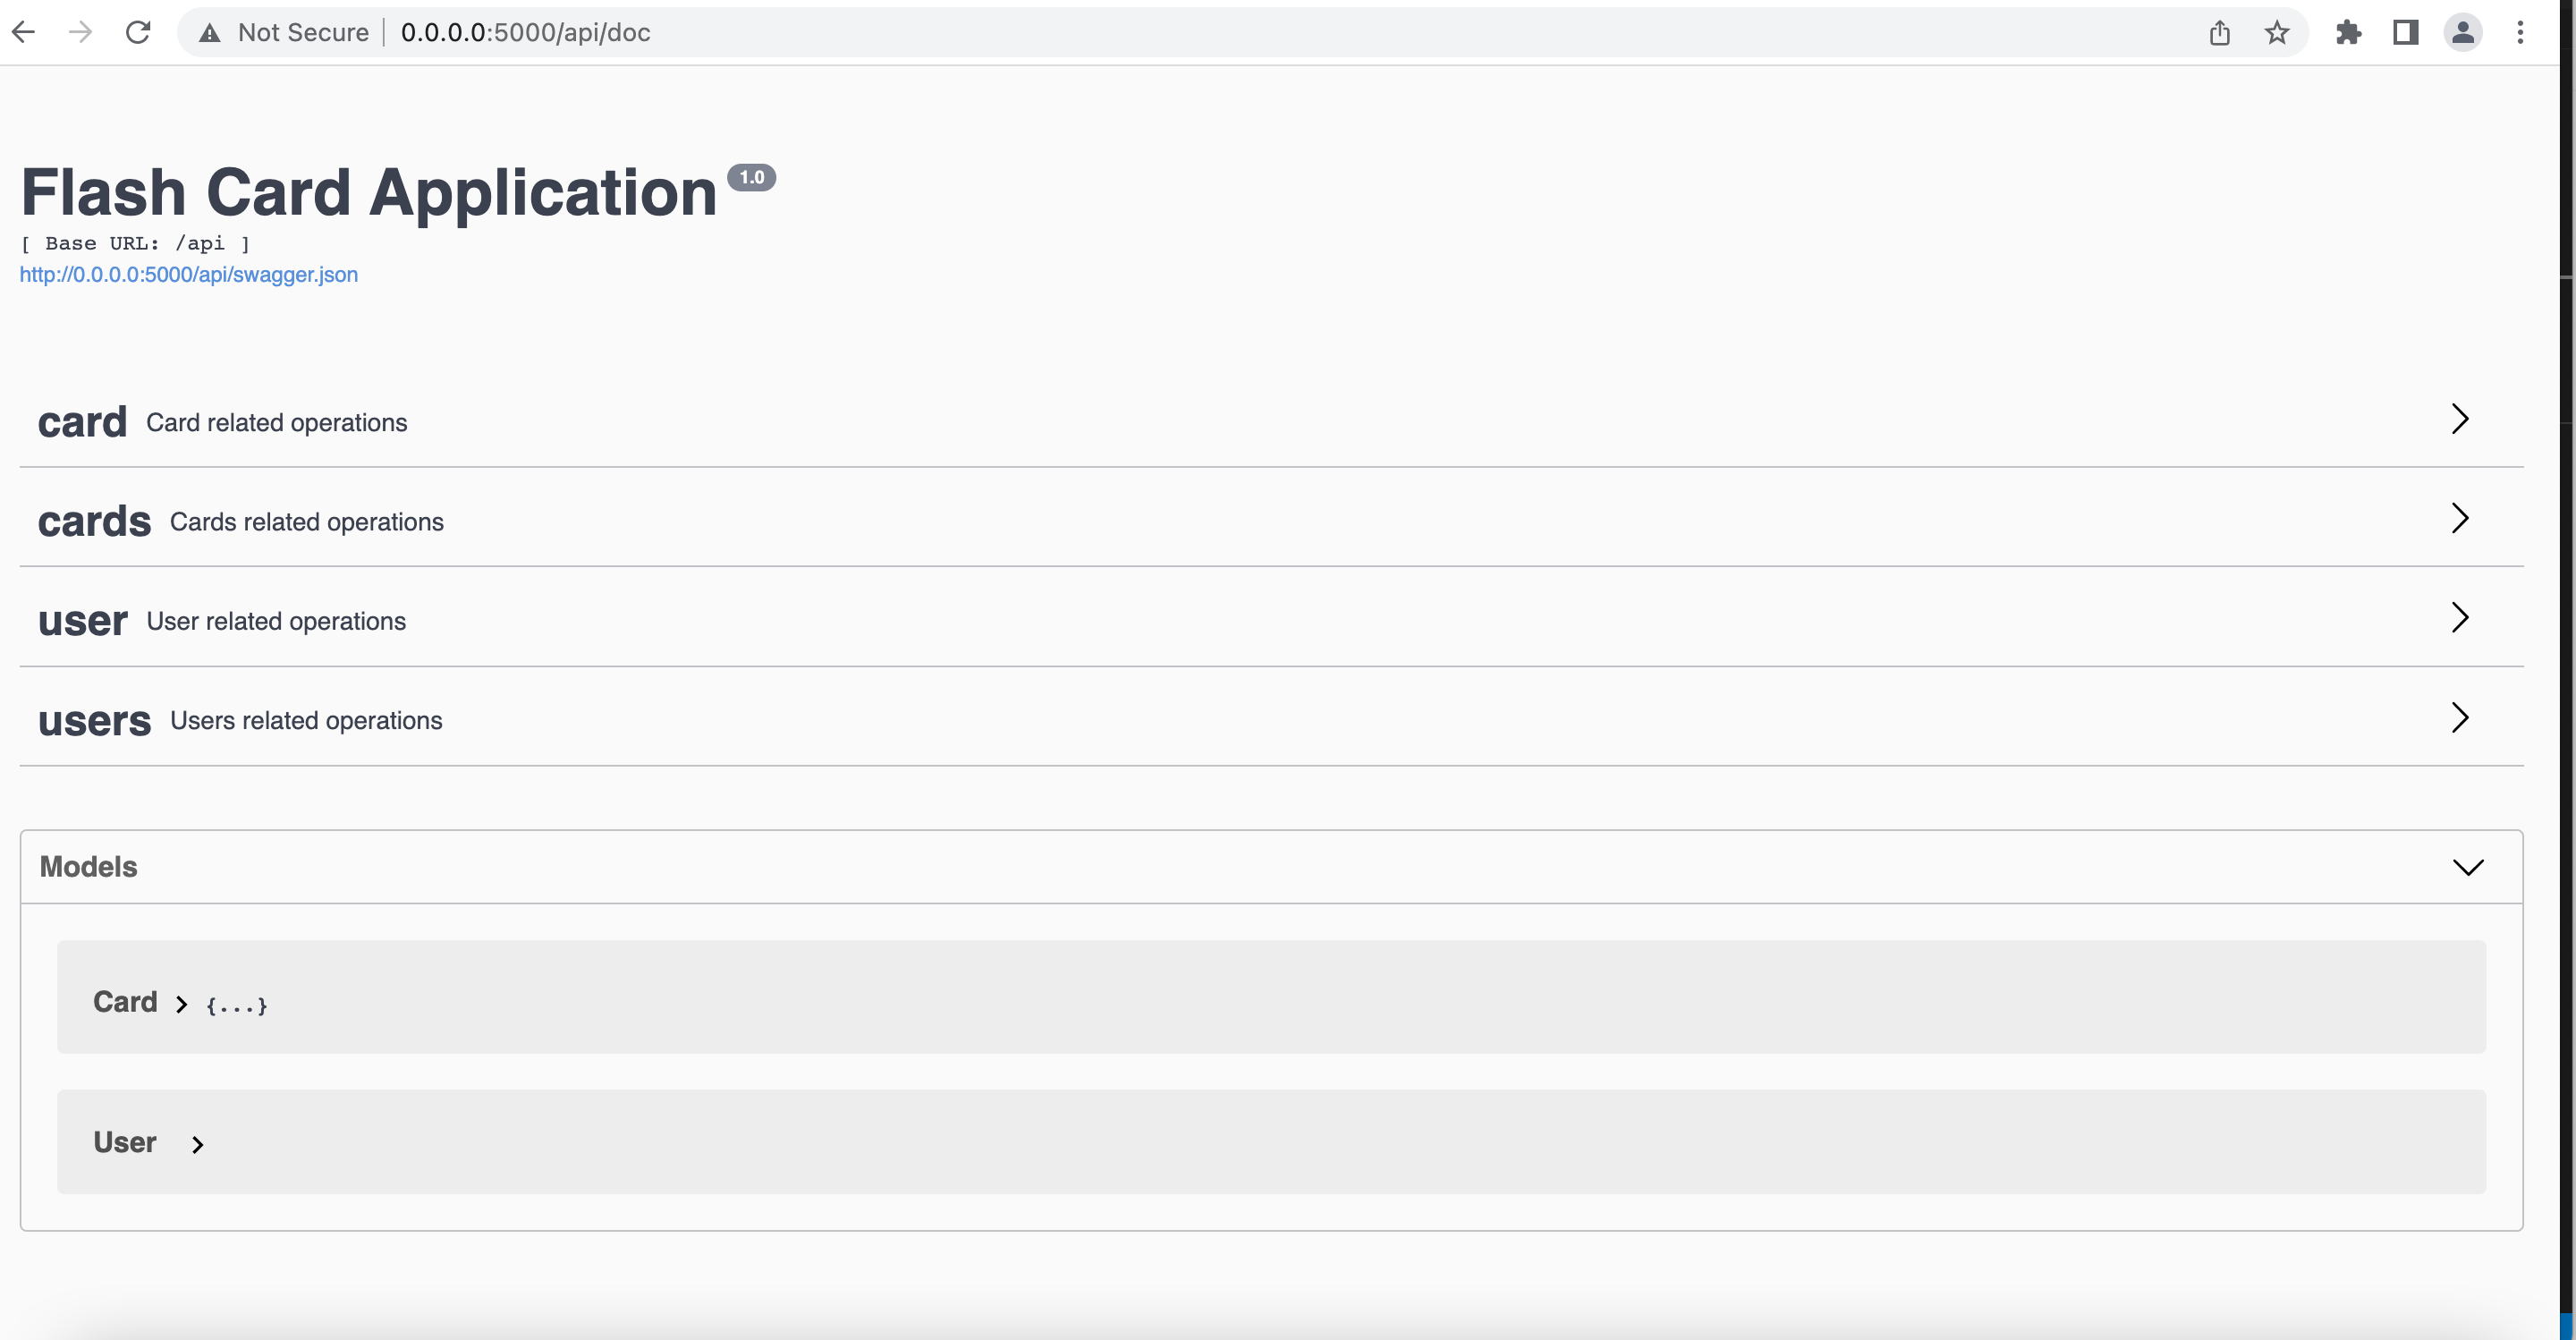 Not Secure 0.0.0.0:5000/api/doc
Flash Card Application 1.0
[ Base URL: /api ]
http://0.0.0.0:5000/api/swagger.json
card Card related operations
cards Cards related operations
user User related operations
users Users related operations
Models
Card > {...}
User >